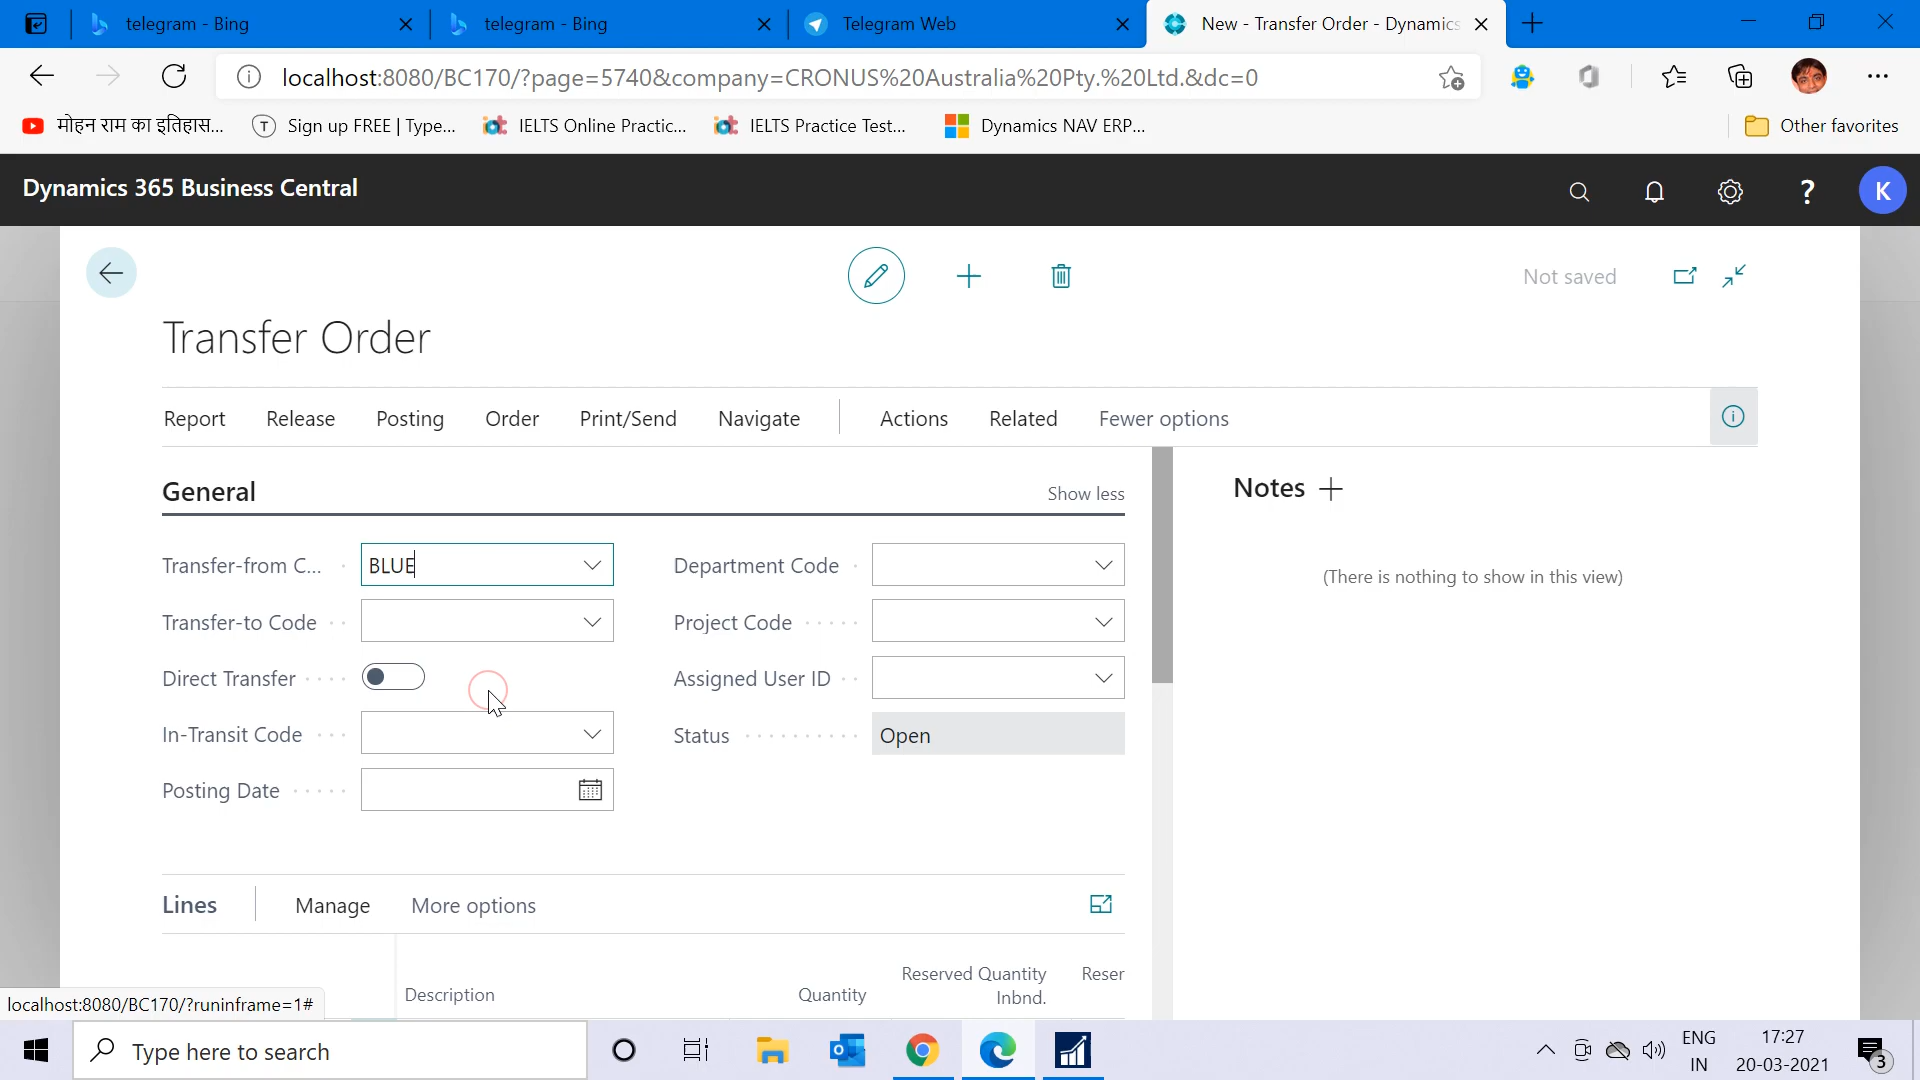 telegram - Bing
telegram - Bing
Telegram Web
New - Transfer Order - Dynamics
localhost:8080/BC170/?page=5740&company=CRONUS%20Australia%20Pty.%20Ltd.&dc=0
मोहन राम का इतिहास...
Sign up FREE | Type...
IELTS Online Practic...
IELTS Practice Test...
Dynamics NAV ERP...
Other favorites
Dynamics 365 Business Central
K
Not saved
Transfer Order
Report
Release
Posting
Order
Print/Send
Navigate
Actions
Related
Fewer options
General
Show less
Transfer-from C...
BLUE
Department Code
Transfer-to Code
Project Code
Direct Transfer
Assigned User ID
In-Transit Code
Status
Open
Posting Date
Notes
(There is nothing to show in this view)
Lines
Manage
More options
Description
Quantity
Reserved Quantity
Inbnd.
Reser
localhost:8080/BC170/?runinframe=1#
Type here to search
ENG
IN
17:27
20-03-2021
3